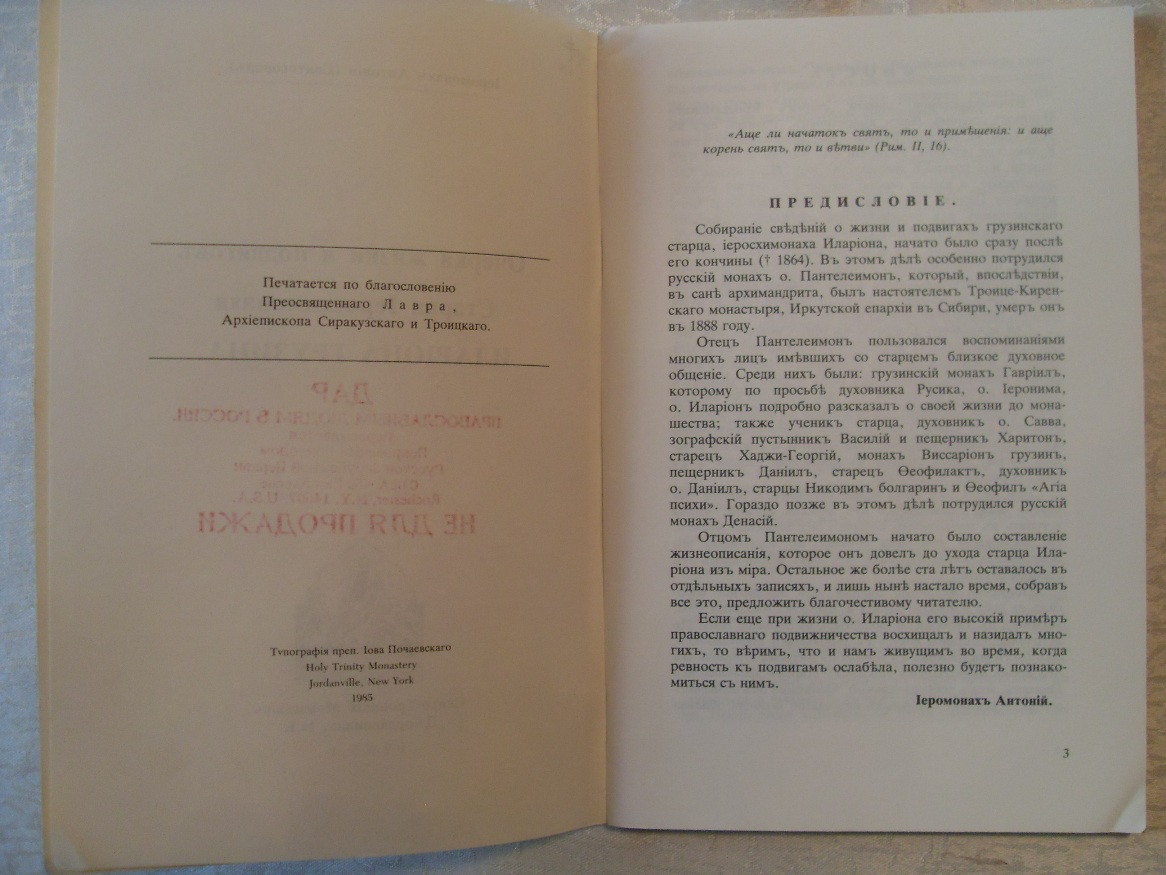 Печатается по благословенію
Преосвященнаго Лавра,
Архіепископа Сиракузскаго и Троицкаго.
ДАР
ПРАВОСЛАВНЫМ ЛЮДЯМ В РОССИИ.
Rochester, N.Y. 14607 U.S.A.
НЕ ДЛЯ ПРОДАЖИ
Типографія преп. Іова Почаевскаго
Holy Trinity Monastery
Jordanville, New York
1985
«Аще ли начатокъ святъ, то и примѣшенія: и аще
корень святъ, то и вѣтви» (Рим. II, 16).
ПРЕДИСЛОВІЕ.
Собираніе свѣдѣній о жизни и подвигахъ грузинскаго
старца, іеросхимонаха Иларіона, начато было сразу послѣ
его кончины († 1864). Въ этомъ дѣлѣ особенно потрудился
русскій монахъ о. Пантелеимонъ, который, впослѣдствіи,
въ санѣ архимандрита, былъ настоятелемъ Троице-Кирен-
скаго монастыря, Иркутской епархіи въ Сибири, умеръ онъ
въ 1888 году.
Отецъ Пантелеимонъ пользовался воспоминаніями
многихъ лицъ имѣвшихъ со старцемъ близкое духовное
общеніе. Среди нихъ были: грузинскій монахъ Гавріилъ,
которому по просьбѣ духовника Русика, о. Іеронима,
о. Иларіонъ подробно разсказалъ о своей жизни до мона-
шества; также ученикъ старца, духовникъ о. Савва,
зографскій пустынникъ Василій и пещерникъ Харитонъ,
старецъ Хаджи-Георгій, монахъ Виссаріонъ грузинъ,
пещерникъ Даніилъ, старецъ Ѳеофилактъ, духовникъ
о. Даніилъ, старцы Никодимъ болгаринъ и Ѳеофилъ «Агіа
психи». Гораздо позже въ этомъ дѣлѣ потрудился русскій
монахъ Денасій.
Отцомъ Пантелеимономъ начато было составленіе
жизнеописанія, которое онъ довелъ до ухода старца Ила-
ріона изъ міра. Остальное же болѣе ста лѣтъ оставалось въ
отдѣльныхъ записяхъ, и лишь нынѣ настало время, собравъ
все это, предложить благочестивому читателю.
Если еще при жизни о. Иларіона его высокій примѣръ
православнаго подвижничества восхищалъ и назидалъ мно-
гихъ, то вѣримъ, что и намъ живущимъ во время, когда
ревность къ подвигамъ ослабѣла, полезно будетъ познако-
миться съ нимъ.
Іеромонахъ Антоній.
3